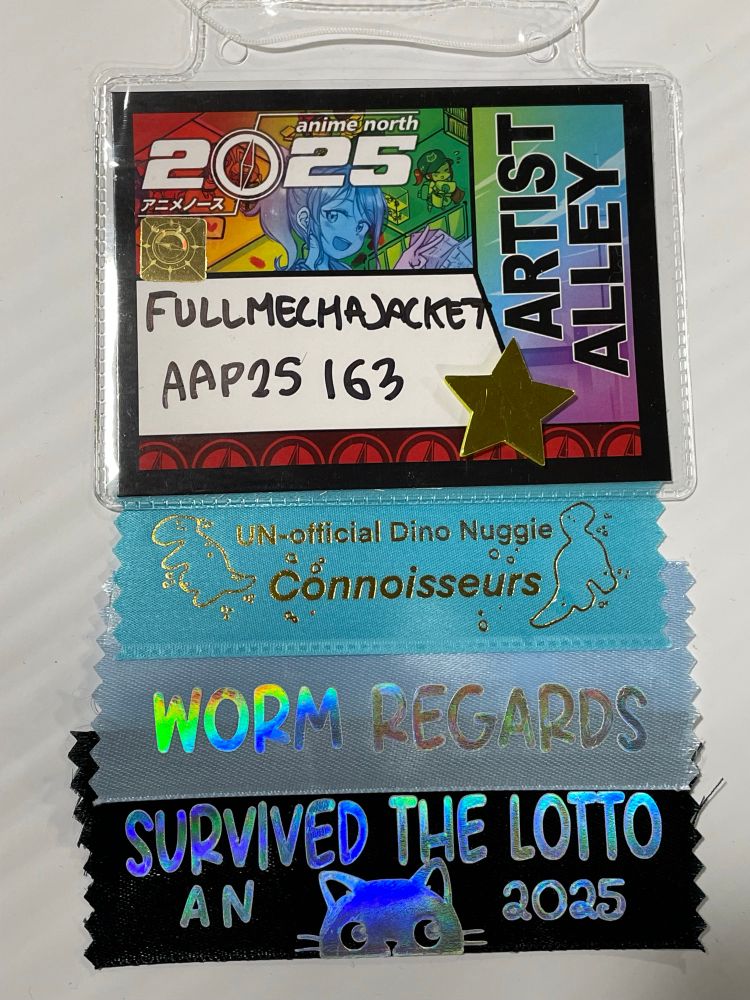 anime north
2025
アニメノース
ARTIST
ALLEY
FULLMECHAJACKET
AAP25 163
UN-official Dino Nuggie
Connoisseurs
WORM REGARDS
SURVIVED THE LOTTO
AN 2025